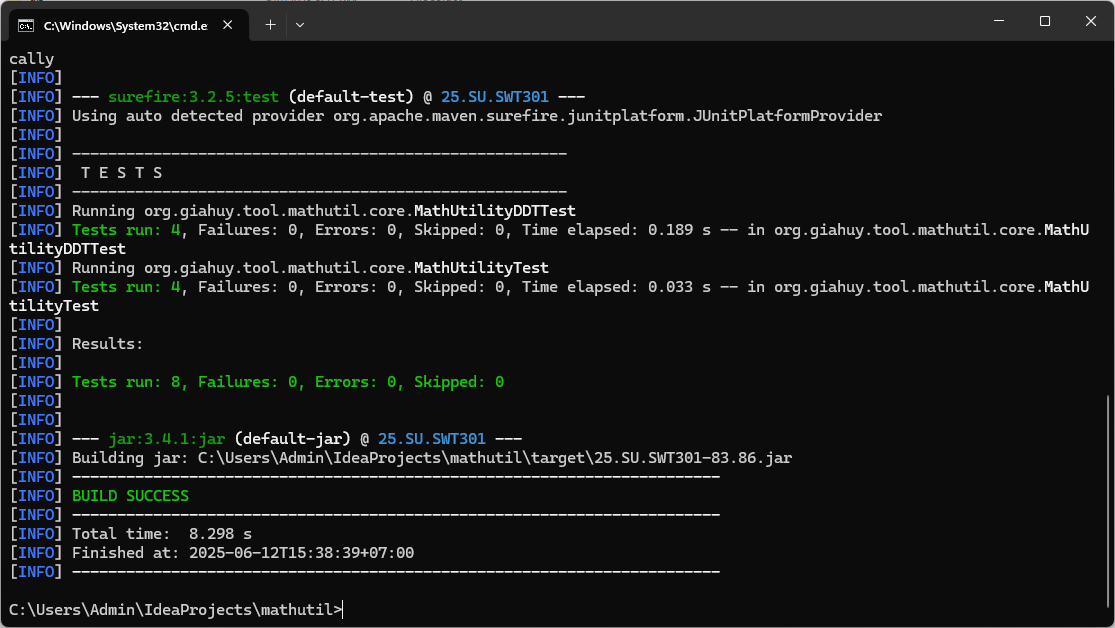 C:\Windows\System32\cmd.e
cally
[INFO]
[INFO] --- surefire:3.2.5:test (default-test) @ 25.SU.SWT301 ---
[INFO] Using auto detected provider org.apache.maven.surefire.junitplatform.JUnitPlatformProvider
[INFO]
[INFO] -------------------------------------------------------
[INFO]  T E S T S
[INFO] -------------------------------------------------------
[INFO] Running org.giahuy.tool.mathutil.core.MathUtilityDDTTest
[INFO] Tests run: 4, Failures: 0, Errors: 0, Skipped: 0, Time elapsed: 0.189 s -- in org.giahuy.tool.mathutil.core.MathU
tilityDDTTest
[INFO] Running org.giahuy.tool.mathutil.core.MathUtilityTest
[INFO] Tests run: 4, Failures: 0, Errors: 0, Skipped: 0, Time elapsed: 0.033 s -- in org.giahuy.tool.mathutil.core.MathU
tilityTest
[INFO]
[INFO] Results:
[INFO]
[INFO] Tests run: 8, Failures: 0, Errors: 0, Skipped: 0
[INFO]
[INFO]
[INFO] --- jar:3.4.1:jar (default-jar) @ 25.SU.SWT301 ---
[INFO] Building jar: C:\Users\Admin\IdeaProjects\mathutil\target\25.SU.SWT301-83.86.jar
[INFO] ------------------------------------------------------------------------
[INFO] BUILD SUCCESS
[INFO] ------------------------------------------------------------------------
[INFO] Total time:  8.298 s
[INFO] Finished at: 2025-06-12T15:38:39+07:00
[INFO] ------------------------------------------------------------------------
C:\Users\Admin\IdeaProjects\mathutil>